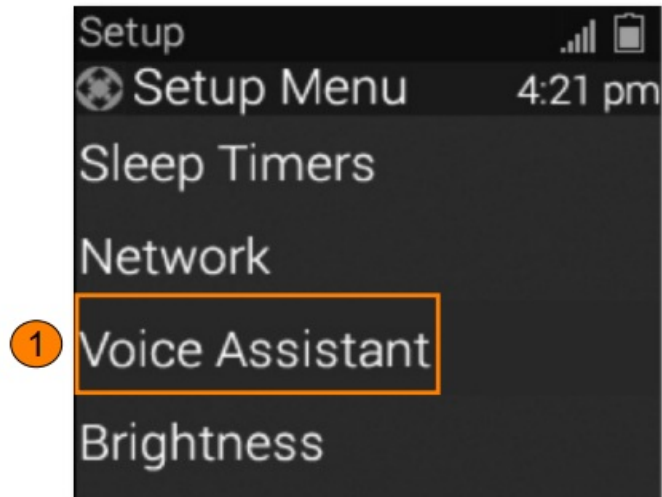 Setup
Setup Menu 4:21 pm
Sleep Timers
Network
1 Voice Assistant
Brightness